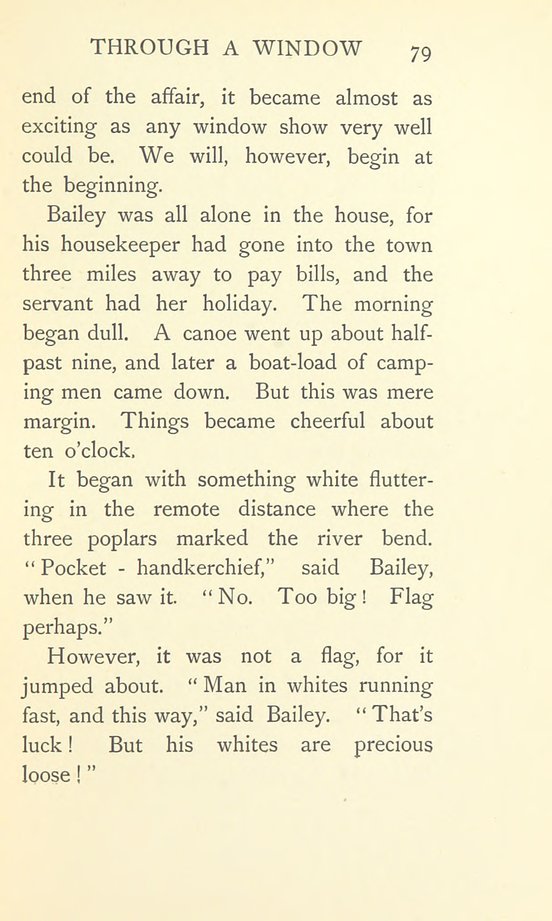 THROUGH A WINDOW 79
end of the affair, it became almost as
exciting as any window show very well
could be. We will, however, begin at
the beginning.
Bailey was all alone in the house, for
his housekeeper had gone into the town
three miles away to pay bills, and the
servant had her holiday. The morning
began dull. A canoe went up about half-
past nine, and later a boat-load of camp-
ing men came down. But this was mere
margin. Things became cheerful about
ten o'clock.
It began with something white flutter-
ing in the remote distance where the
three poplars marked the river bend.
“ Pocket - handkerchief,” said Bailey,
when he saw it. “ No. Too big ! Flag
perhaps.”
However, it was not a flag, for it
jumped about. “ Man in whites running
fast, and this way,” said Bailey. “ That's
luck ! But his whites are precious
loose ! ”